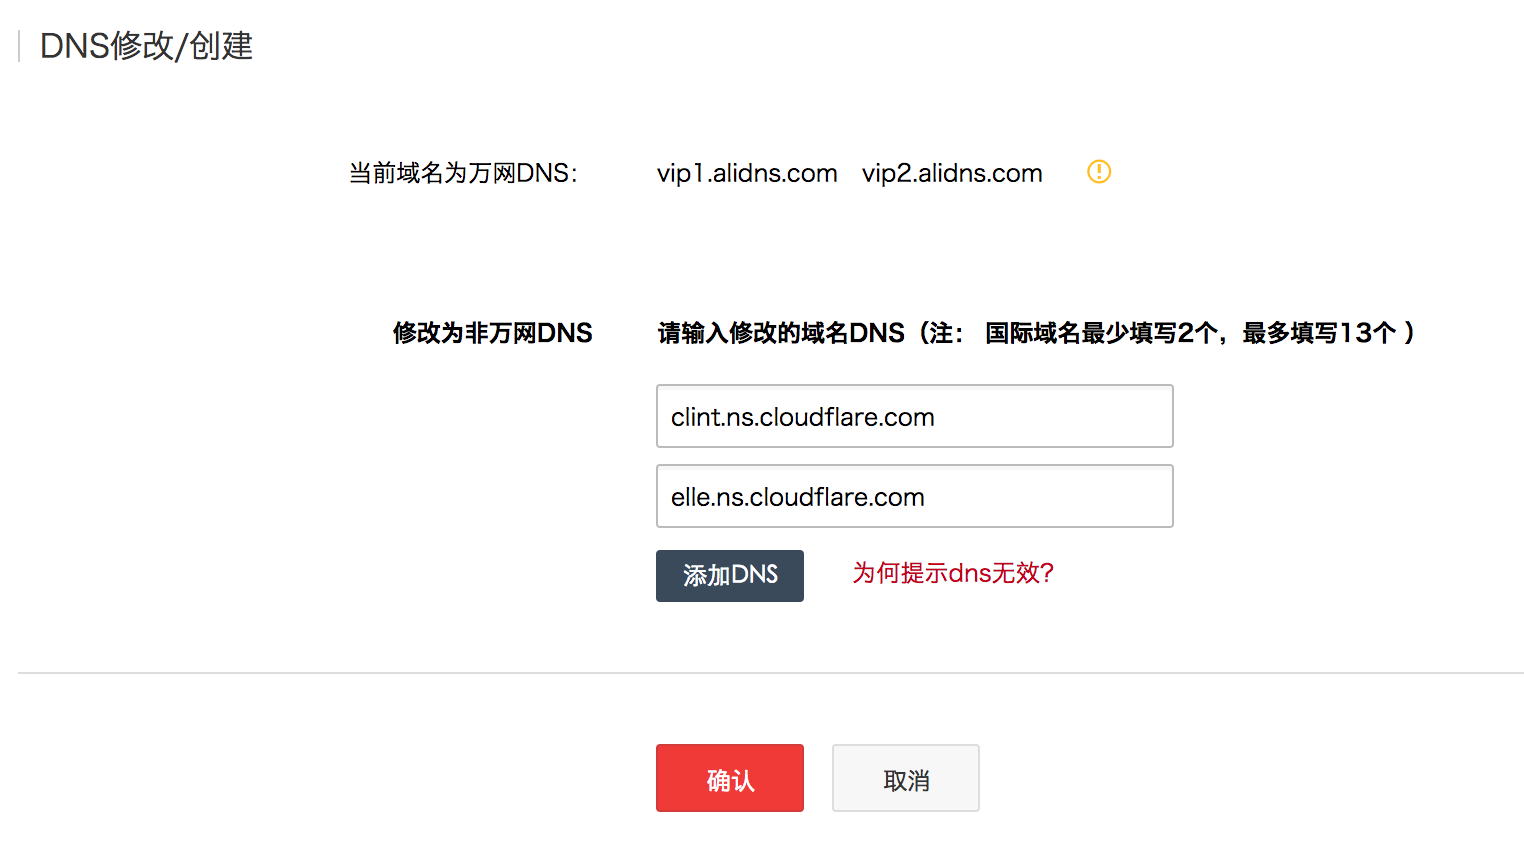 DNS修改/创建
当前域名为万网DNS: vip1.alidns.com vip2.alidns.com
修改为非万网DNS 请输入修改的域名DNS（注： 国际域名最少填写2个，最多填写13个 ）
clint.ns.cloudflare.com
elle.ns.cloudflare.com
添加DNS 为何提示dns无效?
确认 取消